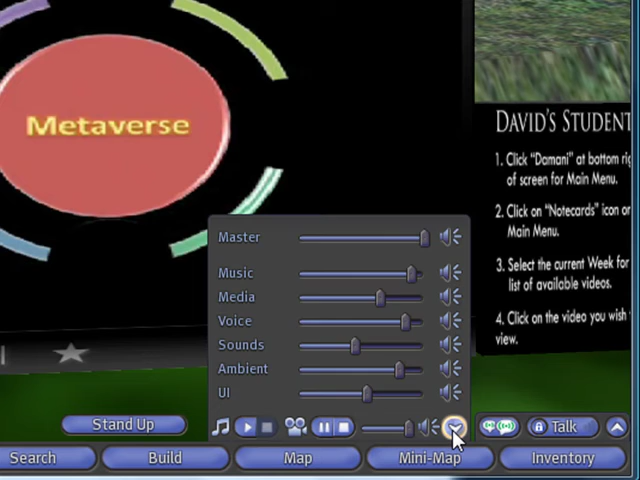 Metaverse
DAVID'S STUDENT
1. Click "Damani" at bottom
of screen for Main Menu.
2. Click on "Notecards" icon
Main Menu.
3. Select the current Week for
list of available videos.
4. Click on the video you wish
view.
Master
Music
Media
Voice
Sounds
Ambient
UI
Stand Up
Talk
Search
Build
Map
Mini-Map
Inventory